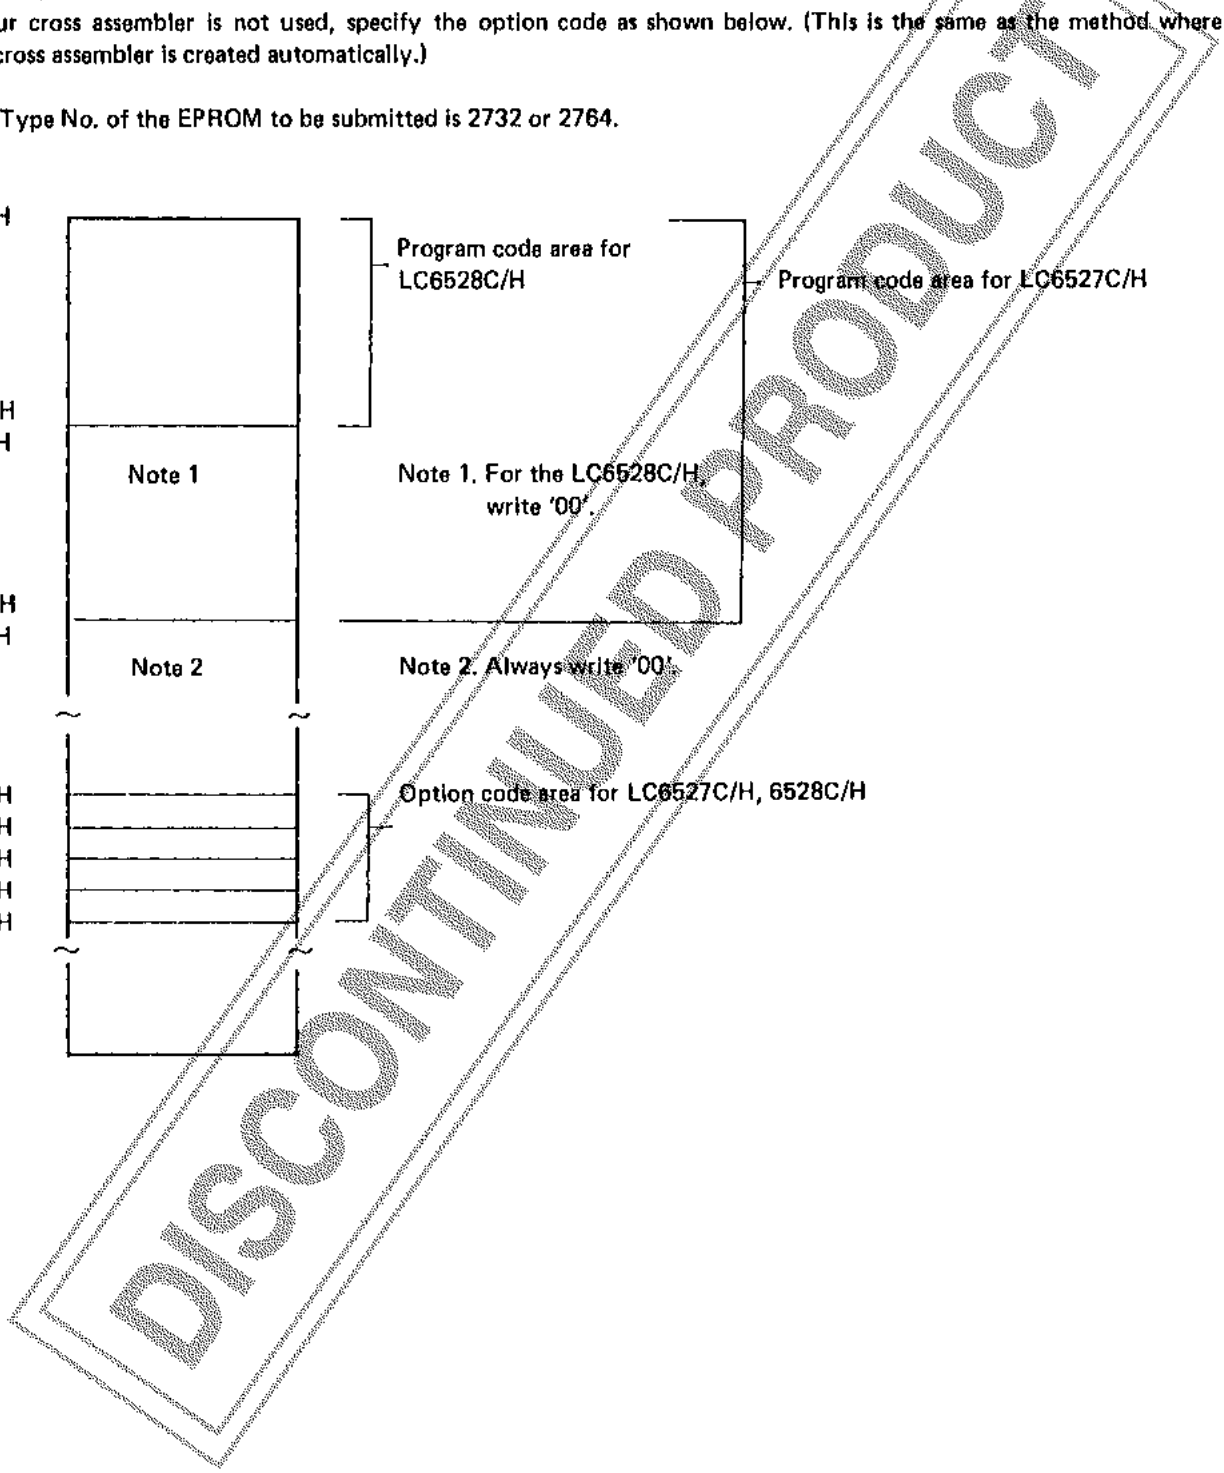 ur cross assembler is not used, specify the option code as shown below. (This is the same as the method where
cross assembler is created automatically.)
Type No. of the EPROM to be submitted is 2732 or 2764.
H
Program code area for
LC6528C/H
Program code area for LC6527C/H
H
H
Note 1
Note 1. For the LC6528C/H,
write '00'.
H
H
Note 2
Note 2. Always write '00'.
H
Option code area for LC6527C/H, 6528C/H
H
H
H
H
DISCONTINUED PRODUCT